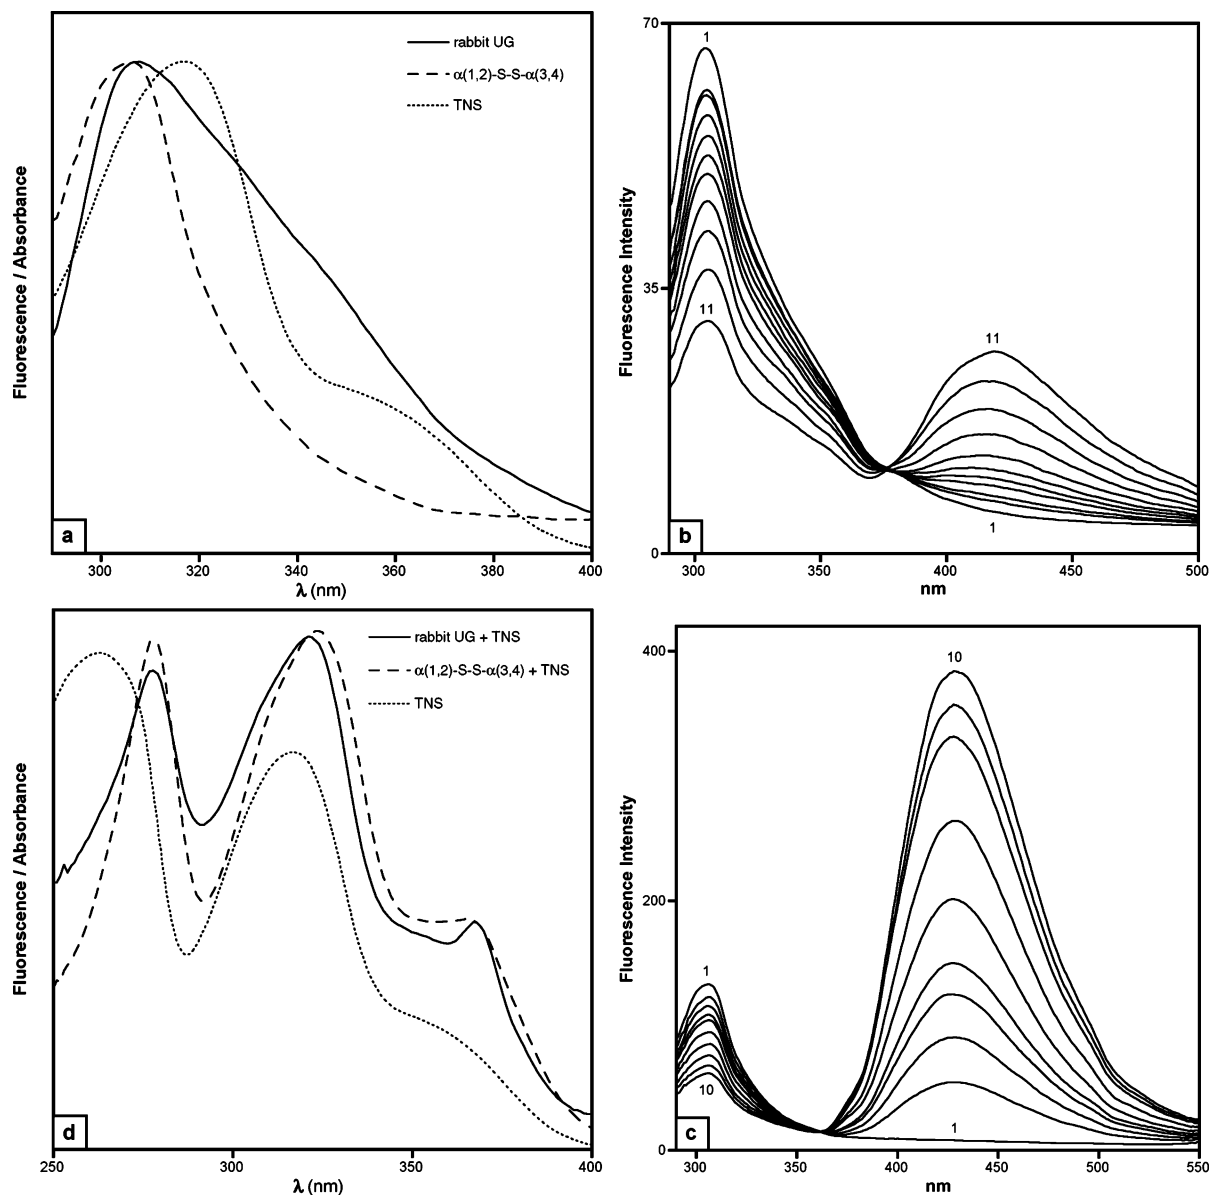 rabbit UG
α(1,2)-S-S-α(3,4)
TNS
Fluorescence / Absorbance
a
300 320 340 360 380 400
λ (nm)
70
35
0
Fluorescence Intensity
1
11
11
1
b
300 350 400 450 500
nm
rabbit UG + TNS
α(1,2)-S-S-α(3,4) + TNS
TNS
Fluorescence / Absorbance
d
250 300 350 400
λ (nm)
400
200
0
Fluorescence Intensity
10
1
10
1
c
300 350 400 450 500 550
nm